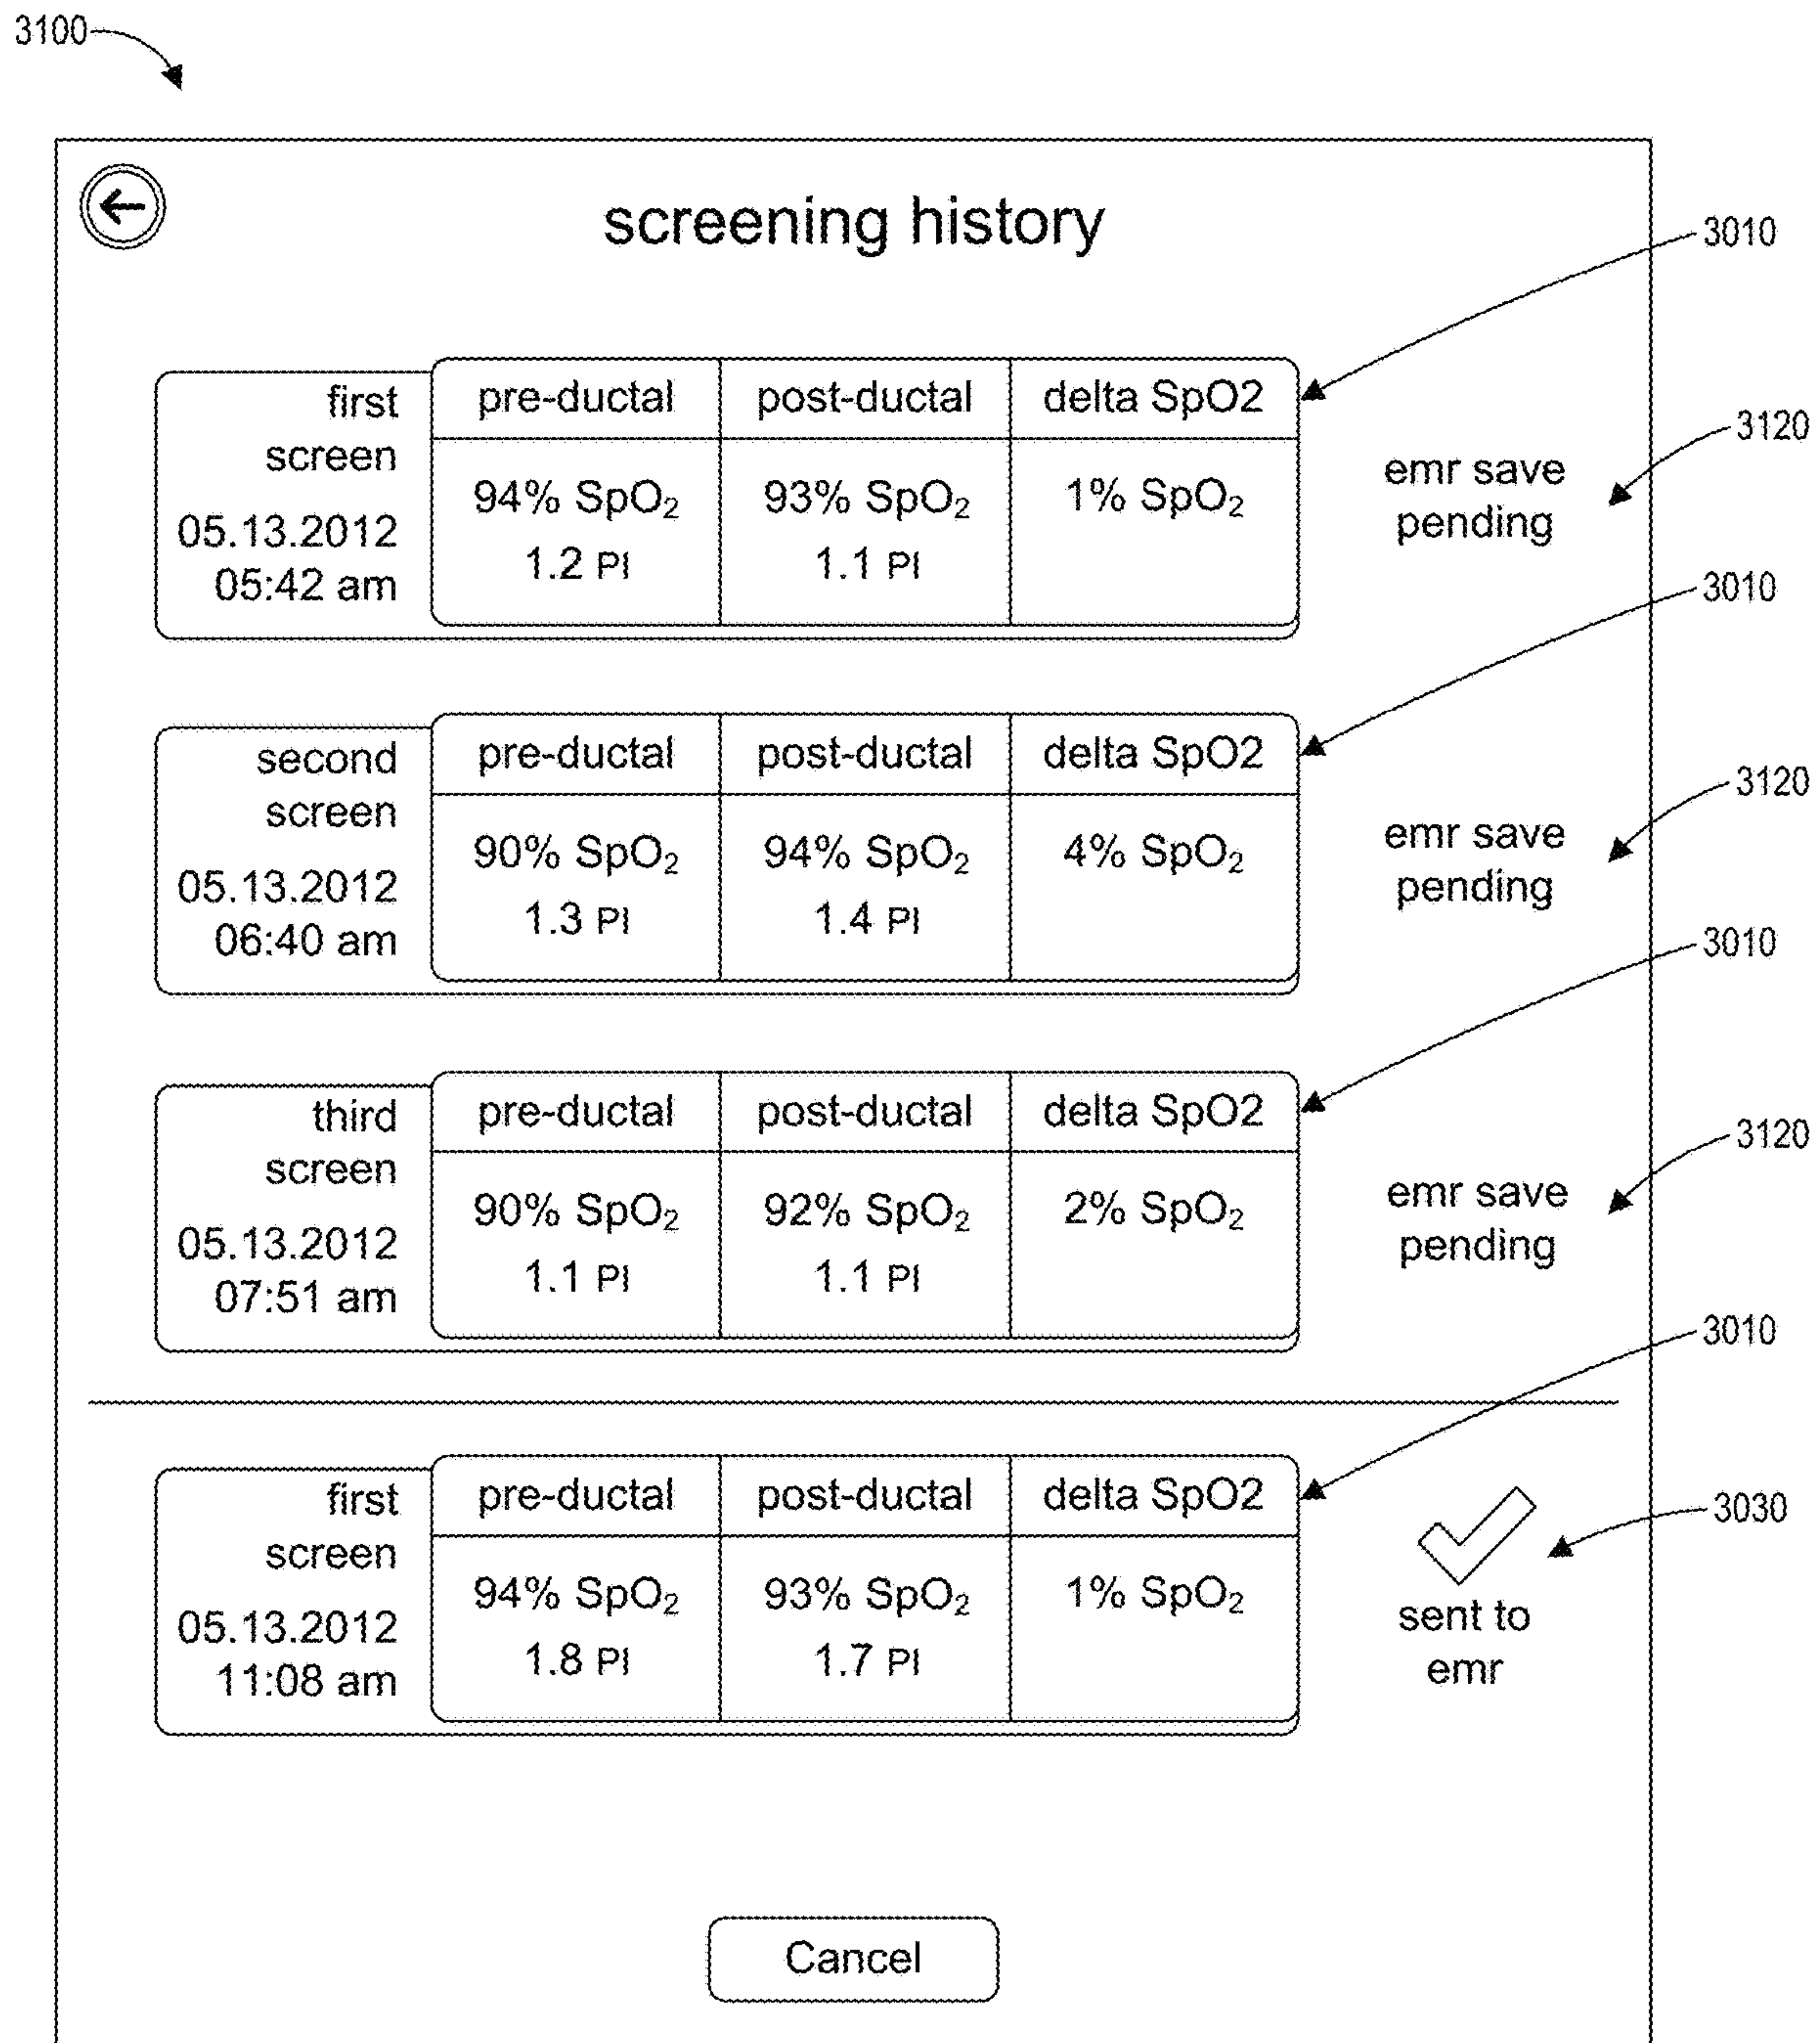 3100
screening history
3010
first
screen
05.13.2012
05:42 am
pre-ductal post-ductal delta SpO2
94% SpO₂ 93% SpO₂ 1% SpO₂
1.2 PI 1.1 PI
emr save
pending
3120
3010
second
screen
05.13.2012
06:40 am
pre-ductal post-ductal delta SpO2
90% SpO₂ 94% SpO₂ 4% SpO₂
1.3 PI 1.4 PI
emr save
pending
3120
3010
third
screen
05.13.2012
07:51 am
pre-ductal post-ductal delta SpO2
90% SpO₂ 92% SpO₂ 2% SpO₂
1.1 PI 1.1 PI
emr save
pending
3120
3010
first
screen
05.13.2012
11:08 am
pre-ductal post-ductal delta SpO2
94% SpO₂ 93% SpO₂ 1% SpO₂
1.8 PI 1.7 PI
sent to
emr
3030
Cancel